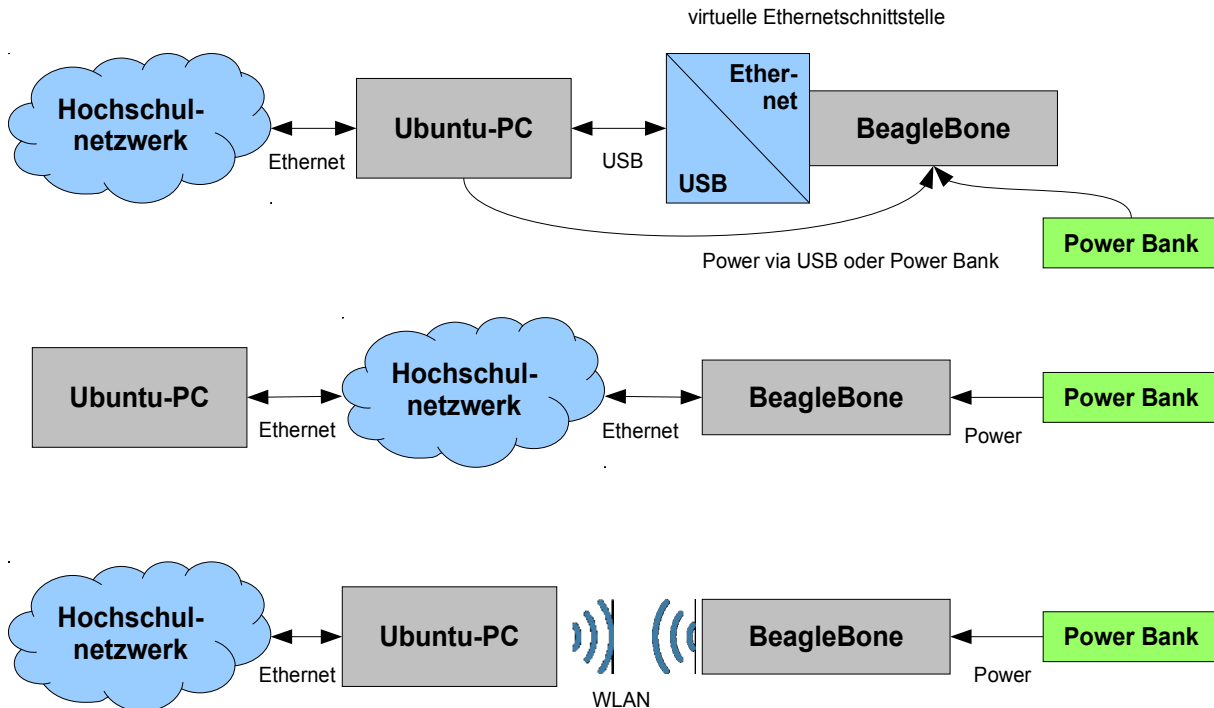 virtuelle Ethernetschnittstelle
Hochschul-
netzwerk
Ethernet
Ubuntu-PC
USB
Ether-
net
USB
BeagleBone
Power via USB oder Power Bank
Power Bank
Ubuntu-PC
Ethernet
Hochschul-
netzwerk
Ethernet
BeagleBone
Power
Power Bank
Hochschul-
netzwerk
Ethernet
Ubuntu-PC
WLAN
BeagleBone
Power
Power Bank